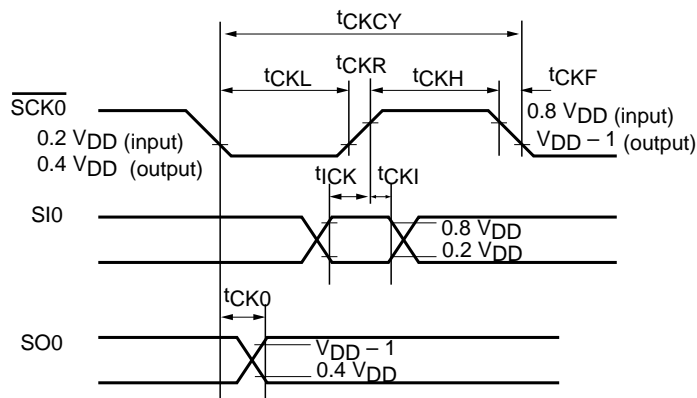 tCKCY
tCKR
tCKL
tCKH
tCKF
SCK0
0.8 VDD (input)
0.2 VDD (input)
VDD – 1 (output)
0.4 VDD (output)
tICK
tCKI
SI0
0.8 VDD
0.2 VDD
tCK0
SO0
VDD – 1
0.4 VDD